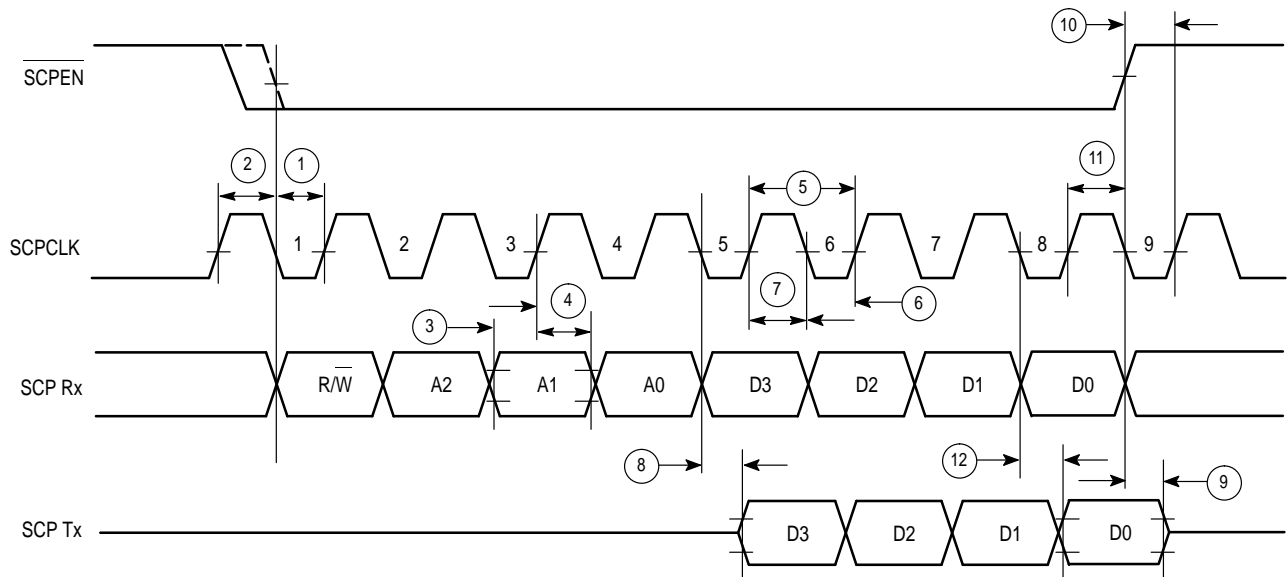 10
S̅C̅P̅E̅N̅
2 1 11
5
SCPCLK 1 2 3 4 5 6 7 8 9
7
4 6
3
SCP Rx R/W̅ A2 A1 A0 D3 D2 D1 D0
8 12 9
SCP Tx D3 D2 D1 D0